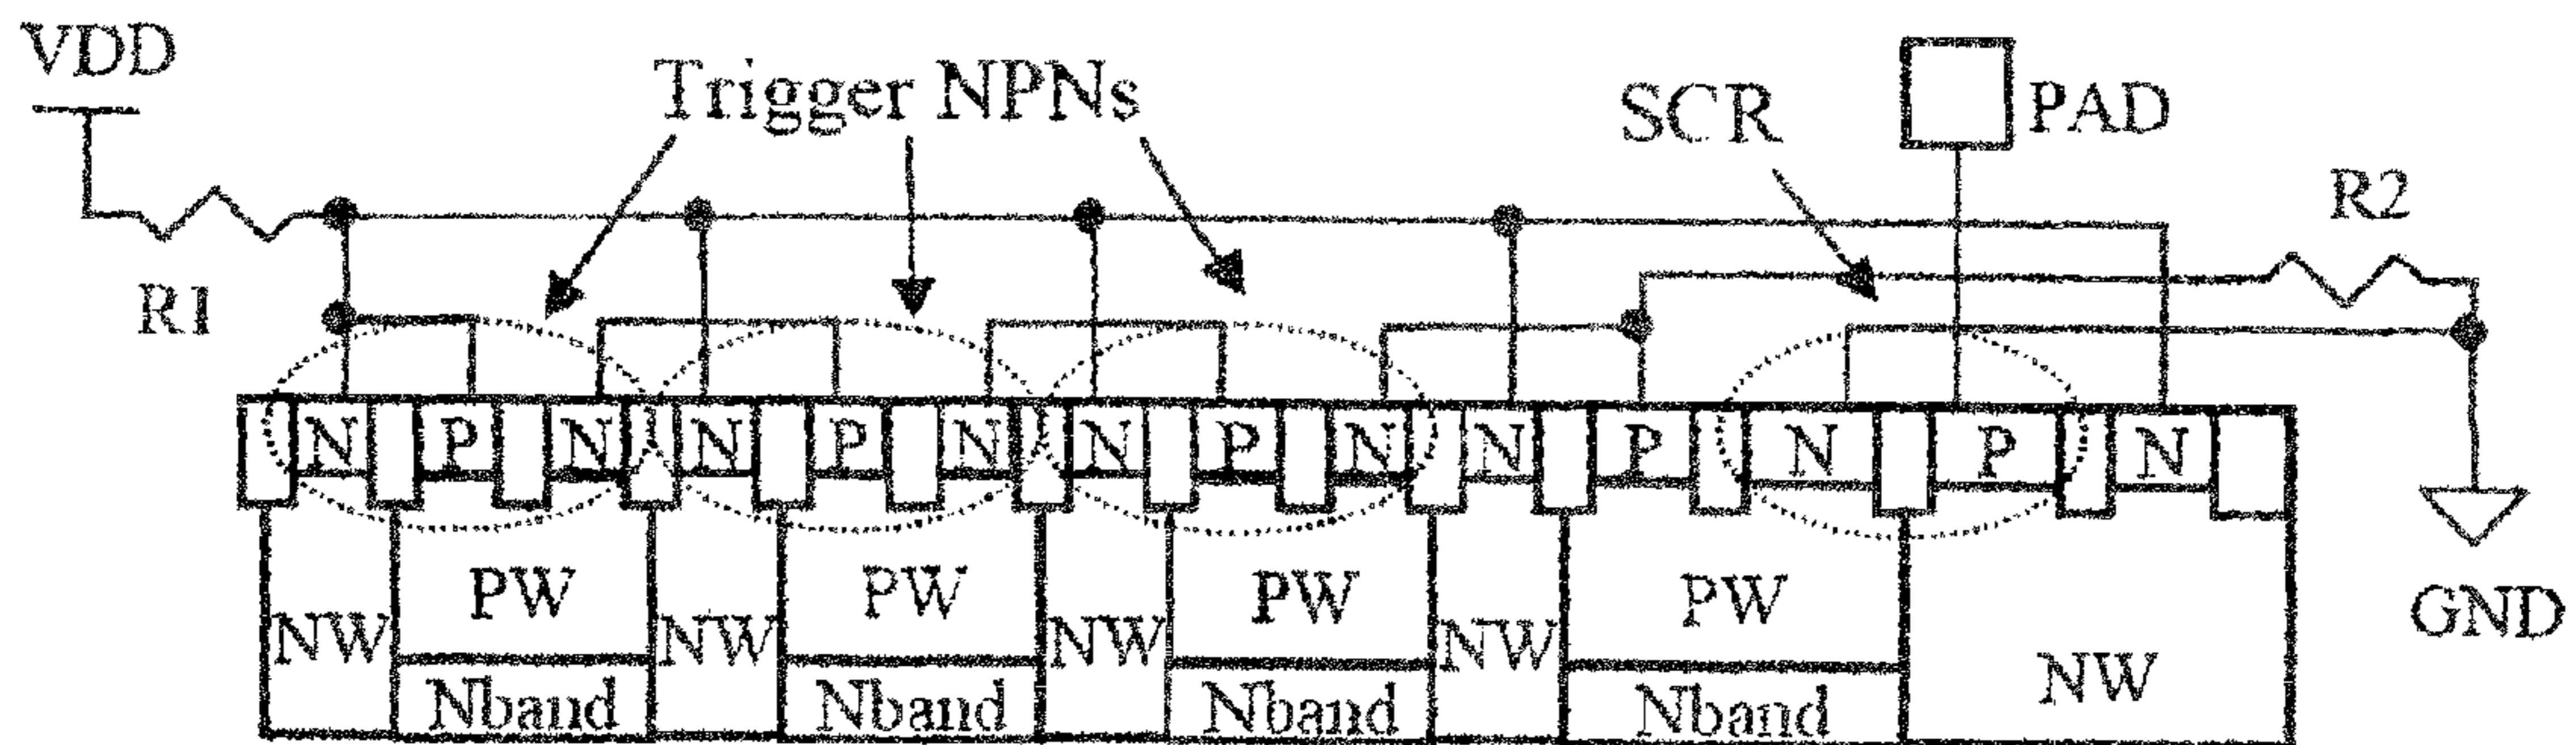 VDD
Trigger NPNs
SCR
PAD
R2
R1
N P N N P N N P N N P N P N
PW PW PW PW
NW NW NW NW NW
Nband Nband Nband Nband
GND